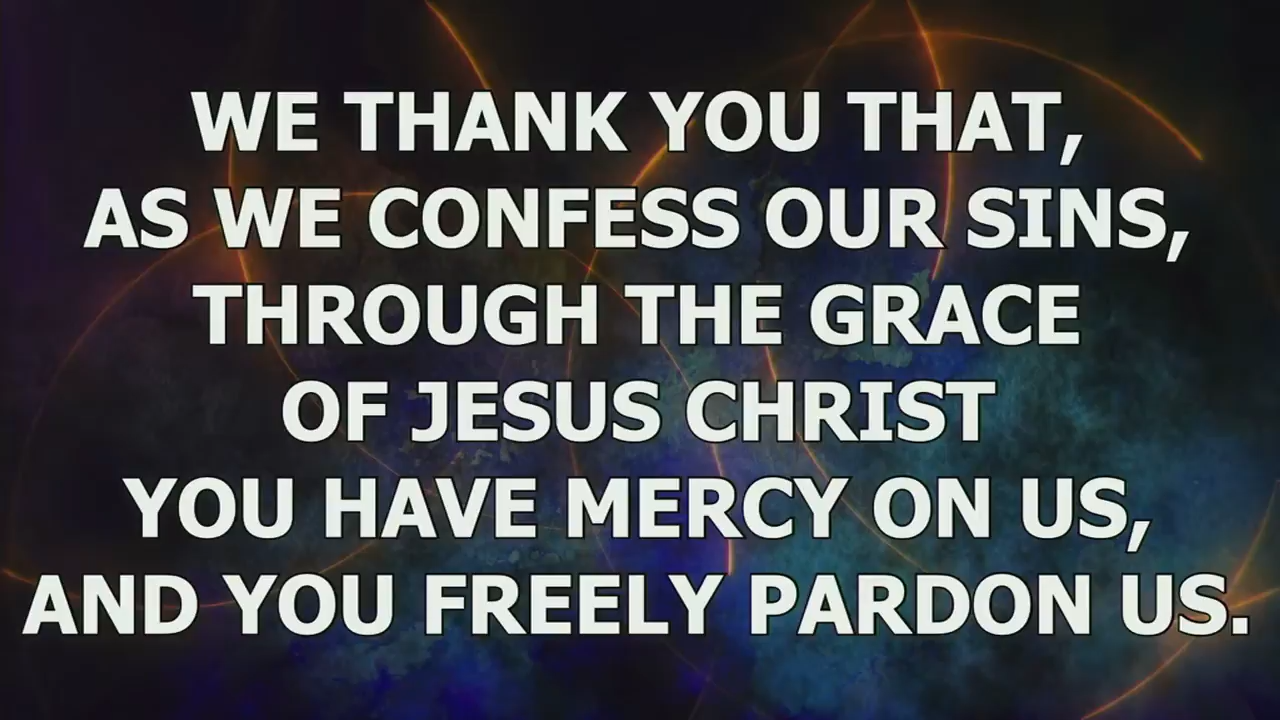 WE THANK YOU THAT,
AS WE CONFESS OUR SINS,
THROUGH THE GRACE
OF JESUS CHRIST
YOU HAVE MERCY ON US,
AND YOU FREELY PARDON US.